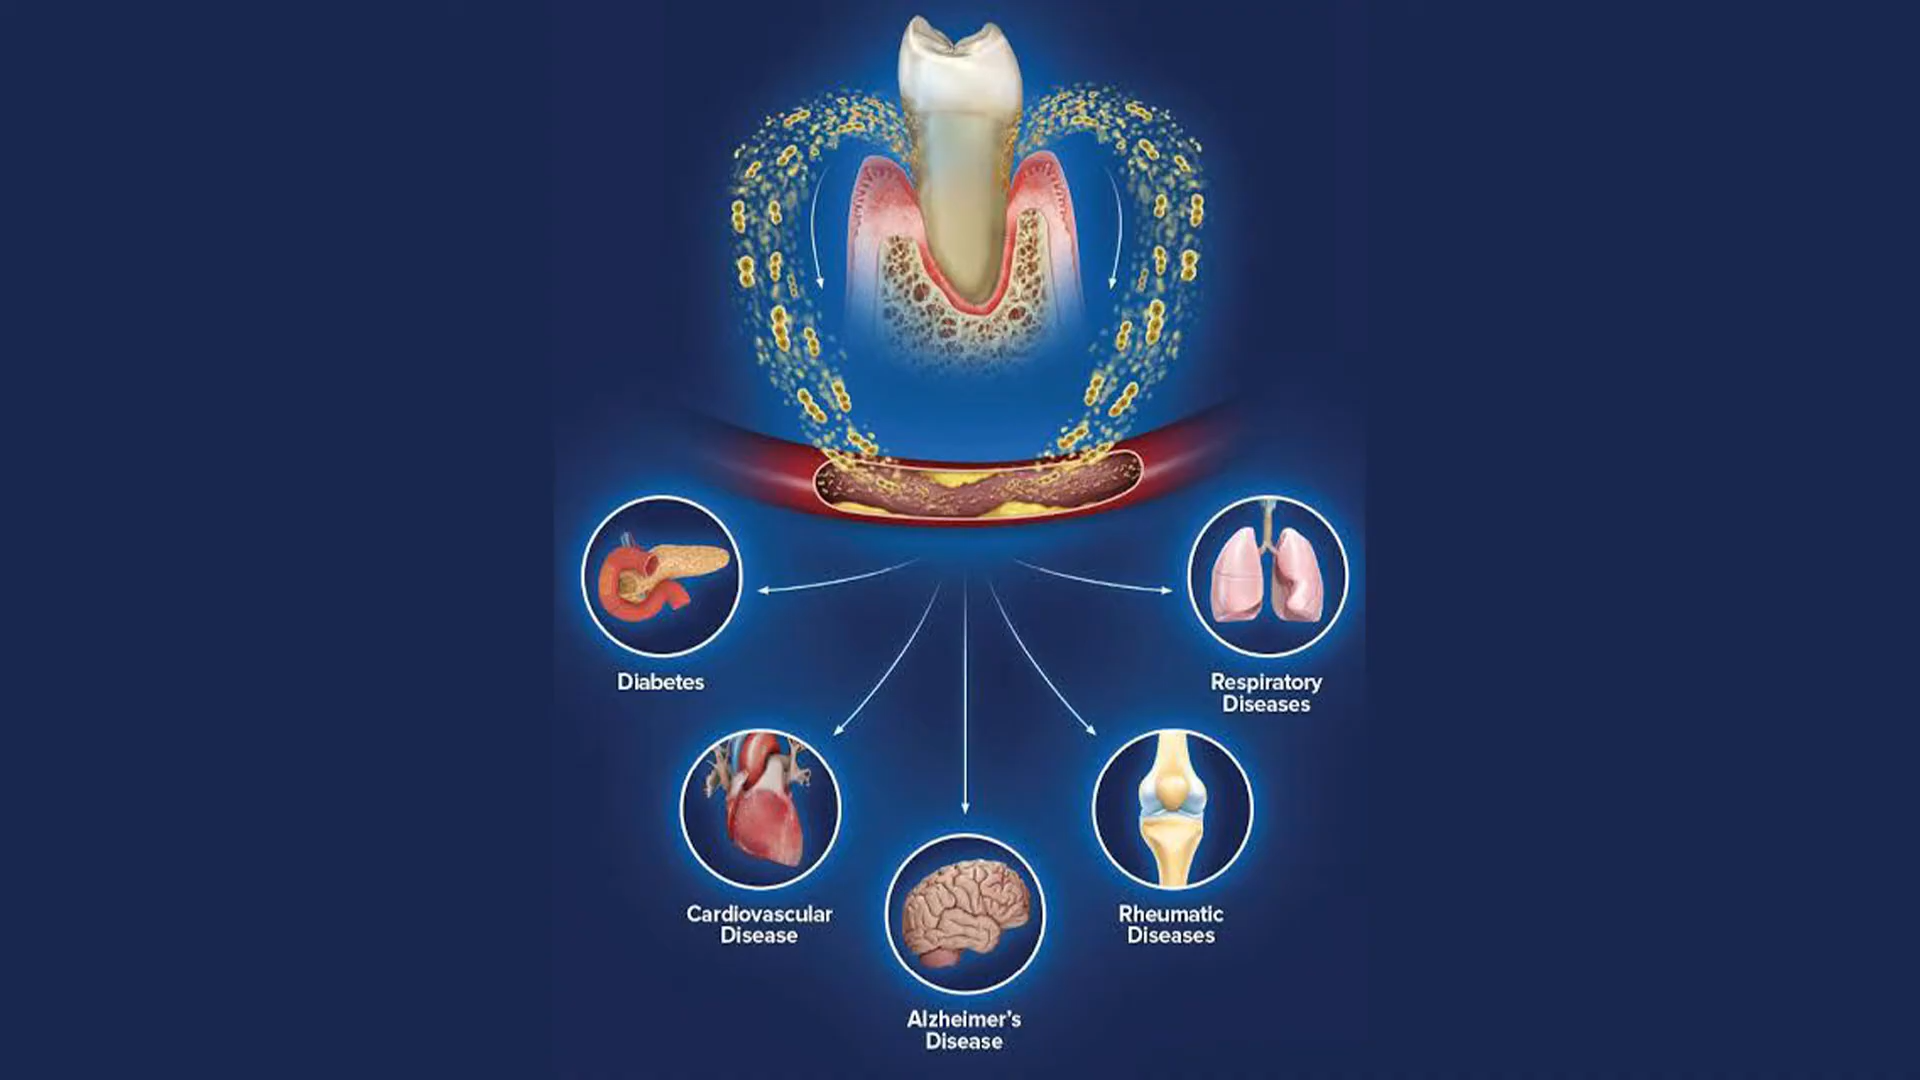 Diabetes
Respiratory
Diseases
Cardiovascular
Disease
Rheumatic
Diseases
Alzheimer's
Disease